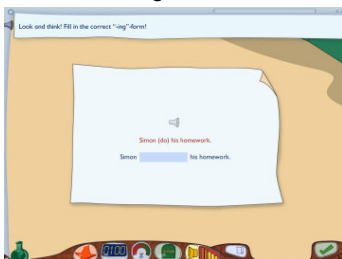 Look and think! Fill in the correct "-ing"-form!
Simon (do) his homework.
Simon his homework.